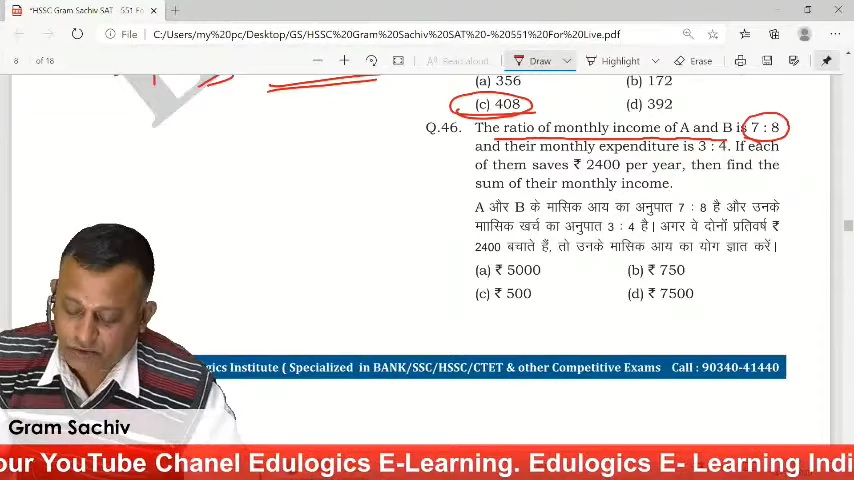 *HSSC Gram Sachiv SAT - 551 Fo
File
C:/Users/my%20pc/Desktop/GS/HSSC%20Gram%20Sachiv%20SAT%20-%20551%20For%20Live.pdf
8 of 18
Read aloud
Draw
Highlight
Erase
(a) 356 (b) 172
(c) 408 (d) 392
Q.46. The ratio of monthly income of A and B is 7 : 8
and their monthly expenditure is 3 : 4. If each
of them saves ₹ 2400 per year, then find the
sum of their monthly income.
A और B के मासिक आय का अनुपात 7 : 8 है और उनके
माासिक खर्च का अनुपात 3 : 4 है। अगर वे दोनों प्रतिवर्ष ₹
2400 बचाते हैं, तो उनके मासिक आय का योग ज्ञात करें।
(a) ₹ 5000 (b) ₹ 750
(c) ₹ 500 (d) ₹ 7500
gics Institute ( Specialized in BANK/SSC/HSSC/CTET & other Competitive Exams Call : 90340-41440
Gram Sachiv
our YouTube Chanel Edulogics E-Learning. Edulogics E- Learning Indi